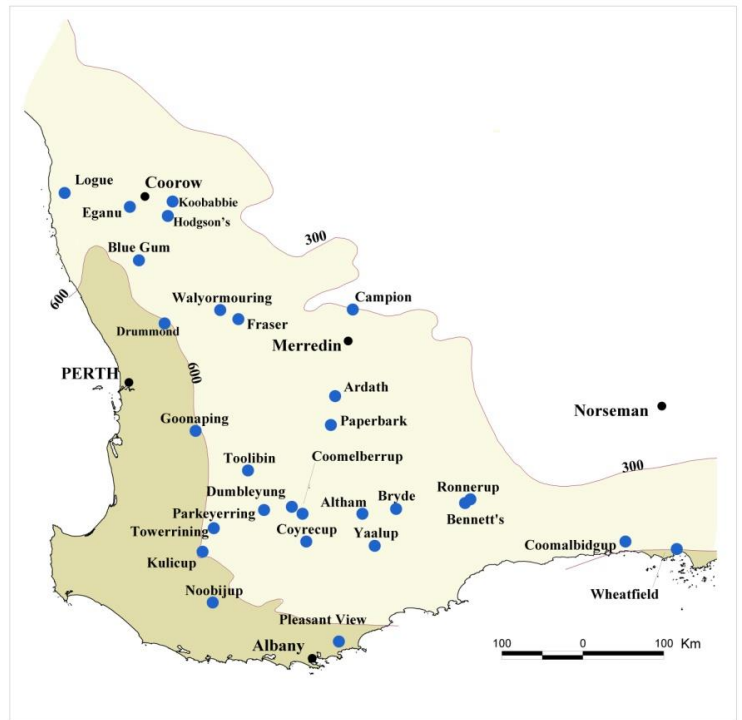 Logue
Coorow
Koobabbie
Eganu
Hodgson's
300
Blue Gum
600
Walyormouring
Campion
Drummond
Fraser
Merredin
600
PERTH
Ardath
Norseman
Goonaping
Paperbark
Toolibin
Coomelberrup
300
Dumbleyung
Altham
Bryde
Ronnerup
Parkeyerring
Bennett's
Towerrining
Coyrecup
Yaalup
Coomalbidgup
Kulicup
Noobijup
Wheatfield
Pleasant View
Albany
100 0 100 Km